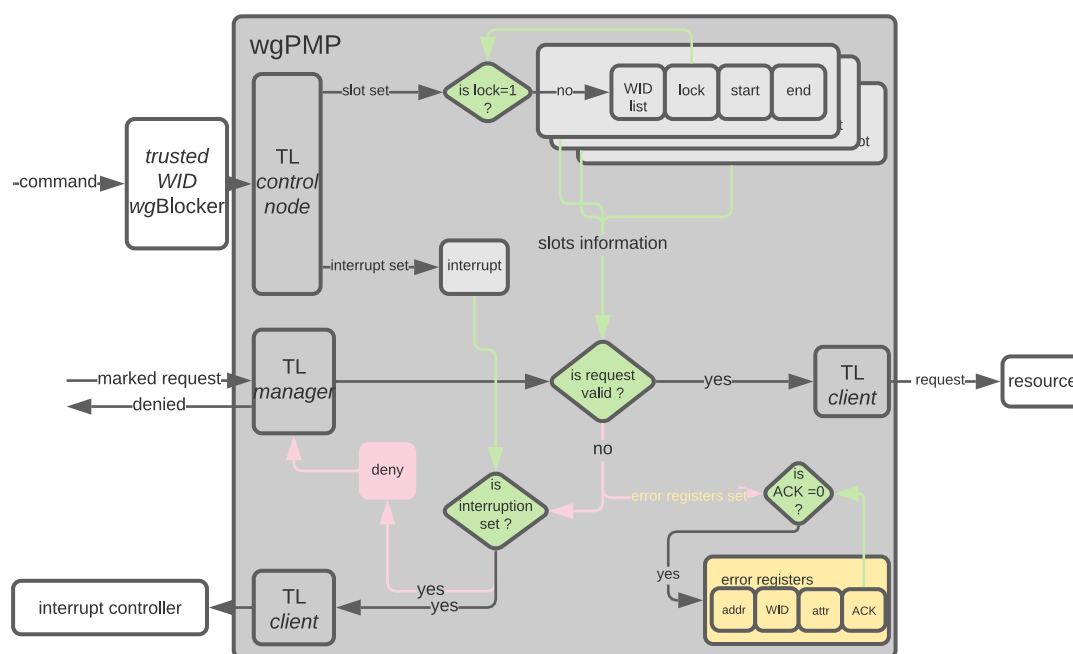 wgPMP
is lock=1
?
slot set
no
WID
list
lock
start
end
t
ot
trusted
WID
wgBlocker
command
TL
control
node
slots information
interrupt set
interrupt
TL
manager
marked request
denied
is request
valid ?
yes
TL
client
request
resource
no
deny
is
interruption
set ?
error registers set
is
ACK =0
?
yes
yes
yes
error registers
addr
WID
attr
ACK
TL
client
interrupt controller